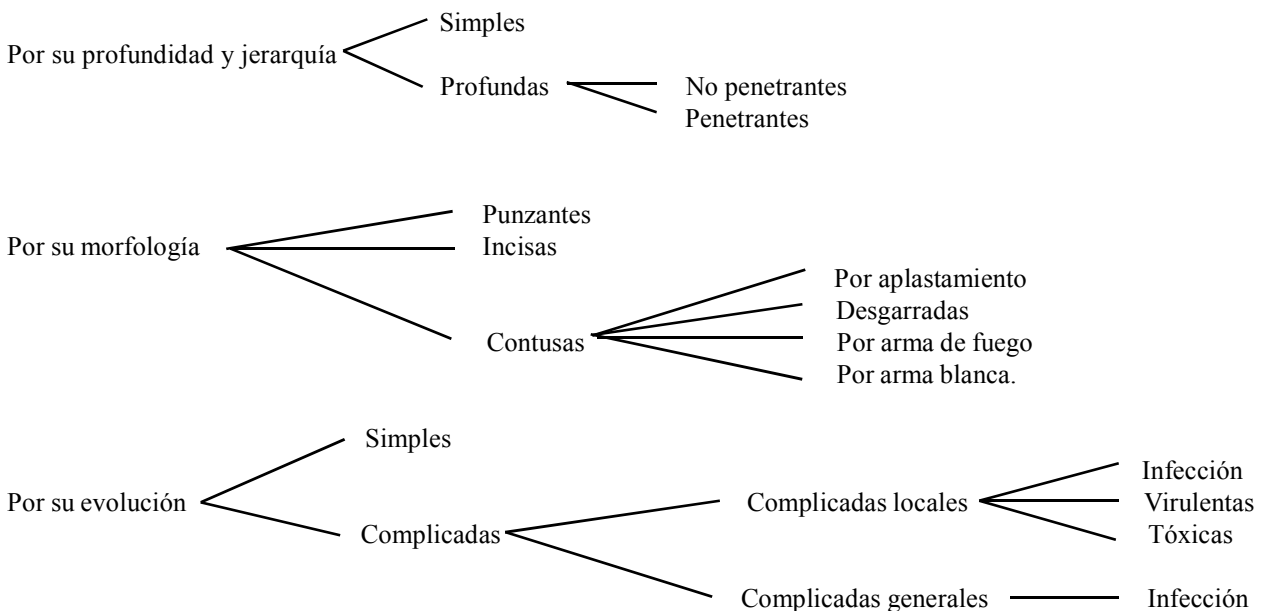 Simples
Por su profundidad y jerarquía
Profundas
No penetrantes
Penetrantes
Punzantes
Por su morfología
Incisas
Contusas
Por aplastamiento
Desgarradas
Por arma de fuego
Por arma blanca.
Simples
Por su evolución
Complicadas
Complicadas locales
Infección
Virulentas
Tóxicas
Complicadas generales
Infección